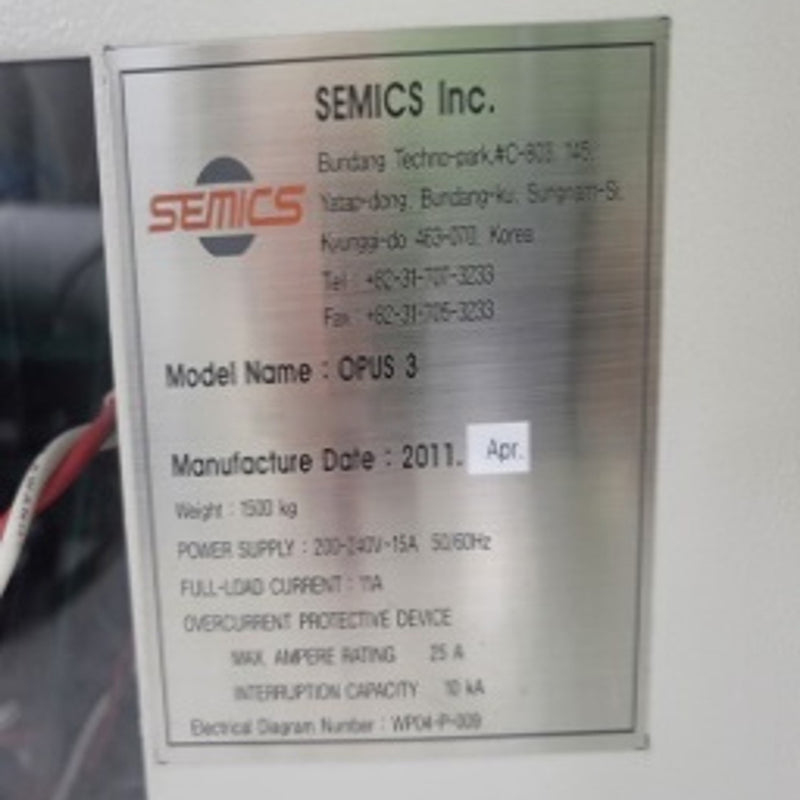 SEMICS Inc.
SEMICS
Bundang Techno-park,#C-803, 145,
Yatap-dong, Bundang-ku, Sungnam-Si,
Kyunggi-do 463-070, Korea
Tel : +82-31-707-3233
Fax : +82-31-706-3233
Model Name : OPUS 3
Manufacture Date : 2011. Apr.
Weight : 1500 kg
POWER SUPPLY : 200-240V~15A 50/60Hz
FULL-LOAD CURRENT : 11A
OVERCURRENT PROTECTIVE DEVICE
MAX. AMPERE RATING 25 A
INTERRUPTION CAPACITY 10 kA
Electrical Diagram Number : WP04-P-009